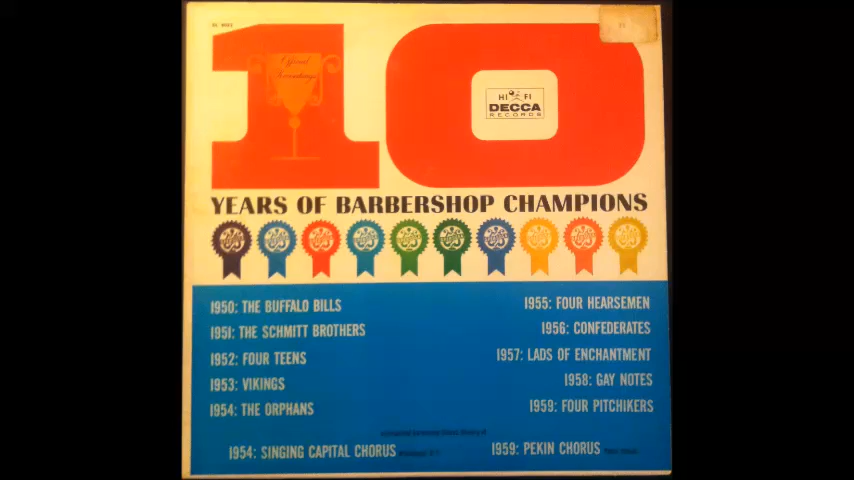 10
Official
HI FI
DECCA
RECORDS
YEARS OF BARBERSHOP CHAMPIONS
1950: THE BUFFALO BILLS
1951: THE SCHMITT BROTHERS
1952: FOUR TEENS
1953: VIKINGS
1954: THE ORPHANS
1955: FOUR HEARSEMEN
1956: CONFEDERATES
1957: LADS OF ENCHANTMENT
1958: GAY NOTES
1959: FOUR PITCHIKERS
1954: SINGING CAPITAL CHORUS
1959: PEKIN CHORUS